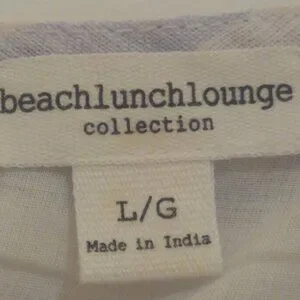 beachlunchlounge
collection
L/G
Made in India